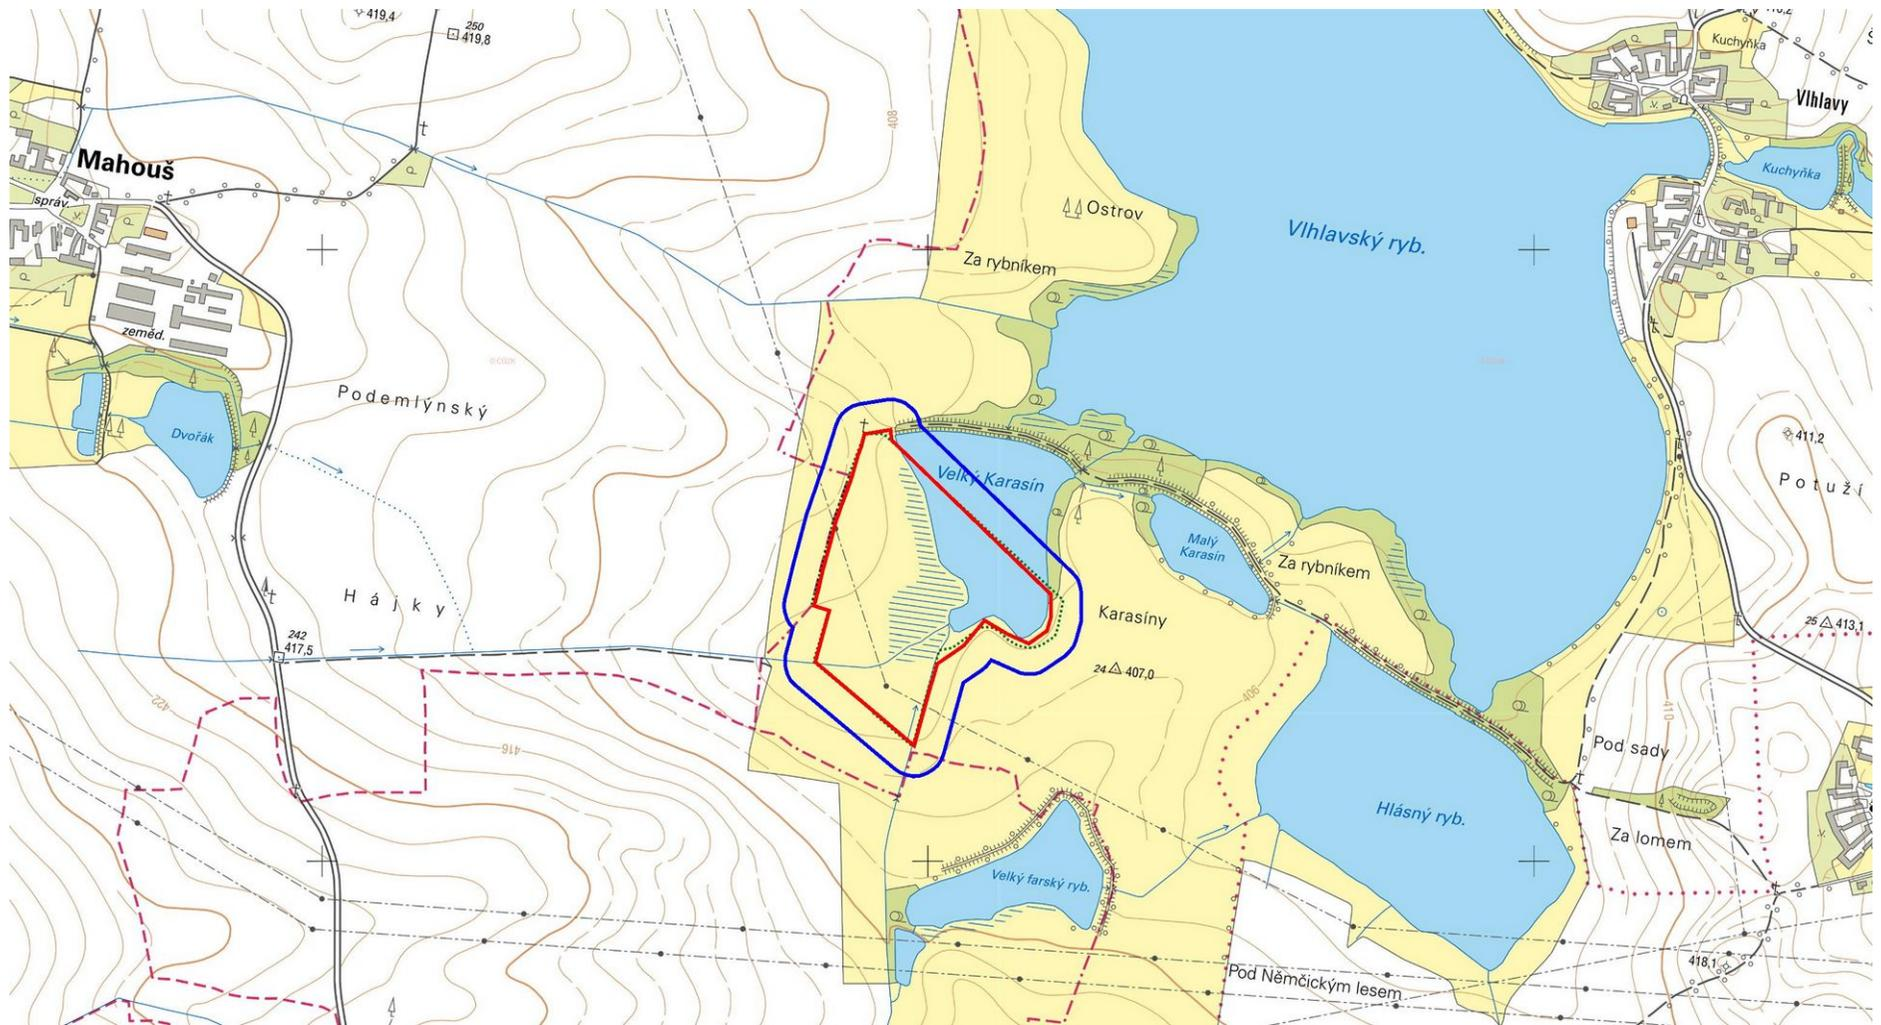 419,4
250
419,8
Kuchyňka
Vlhlavy
408
Mahouš
Kuchyňka
správ.
Ostrov
Vlhlavský ryb.
Za rybníkem
zeměd.
©ČÚZK
Podemlýnský
Dvořák
411,2
Velký Karasín
Potuží
Malý
Karasín
Za rybníkem
Hájky
Karasíny
25 413,1
242
417,5
24 407,0
406
422
410
416
Pod sady
Hlásný ryb.
Za lomem
Velký farský ryb.
418,1
Pod Němčickým lesem